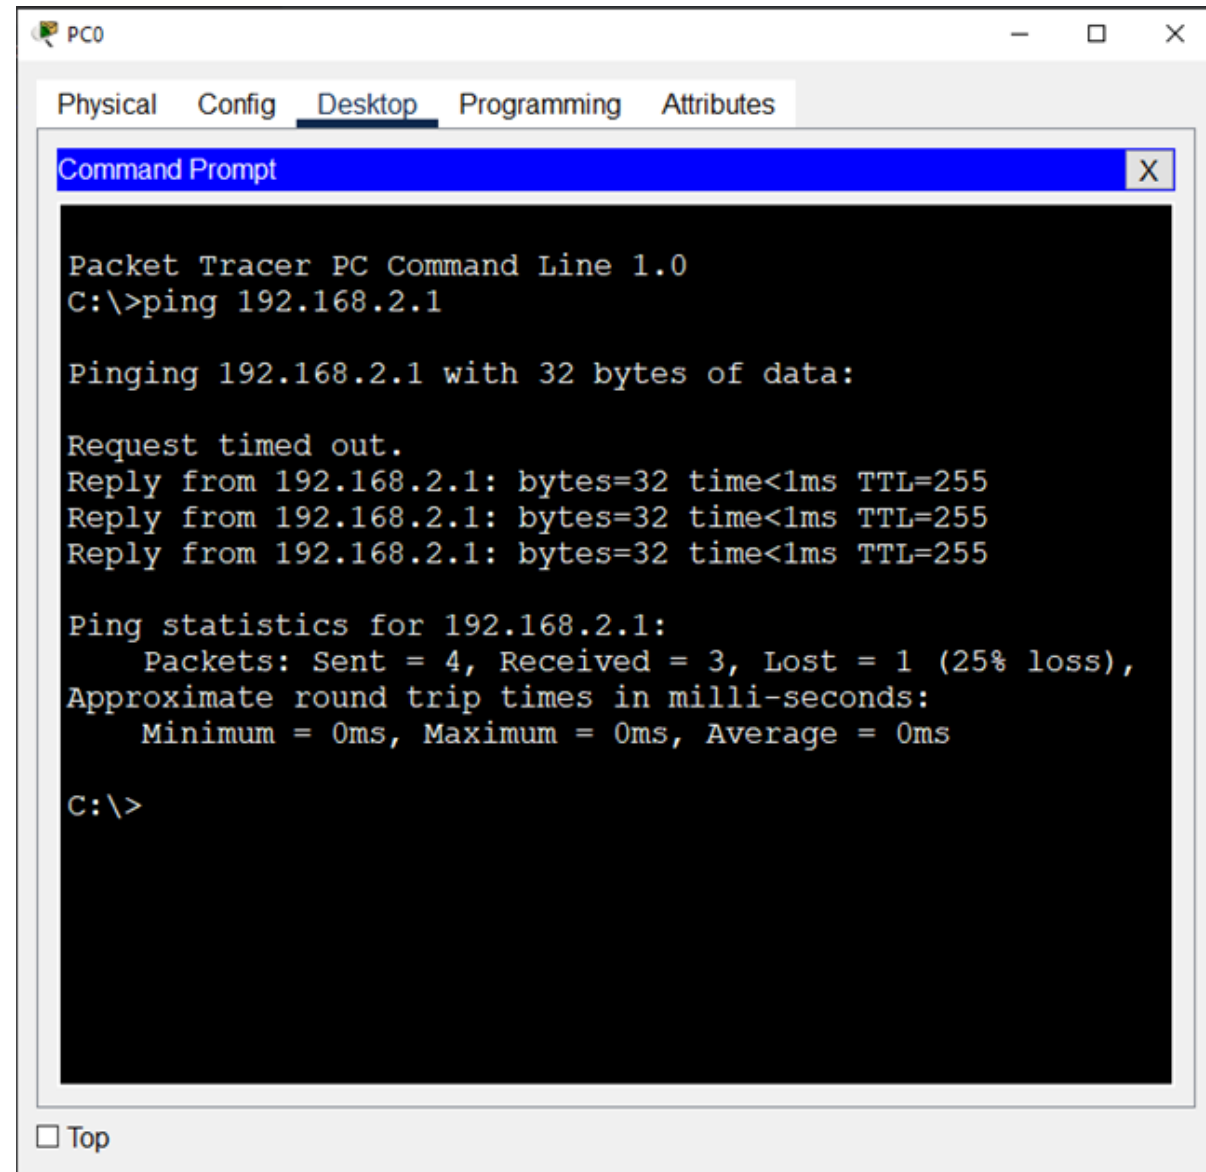 PC0
Physical Config Desktop Programming Attributes
Command Prompt X
Packet Tracer PC Command Line 1.0
C:\>ping 192.168.2.1
Pinging 192.168.2.1 with 32 bytes of data:
Request timed out.
Reply from 192.168.2.1: bytes=32 time<1ms TTL=255
Reply from 192.168.2.1: bytes=32 time<1ms TTL=255
Reply from 192.168.2.1: bytes=32 time<1ms TTL=255
Ping statistics for 192.168.2.1:
Packets: Sent = 4, Received = 3, Lost = 1 (25% loss),
Approximate round trip times in milli-seconds:
Minimum = 0ms, Maximum = 0ms, Average = 0ms
C:\>
Top